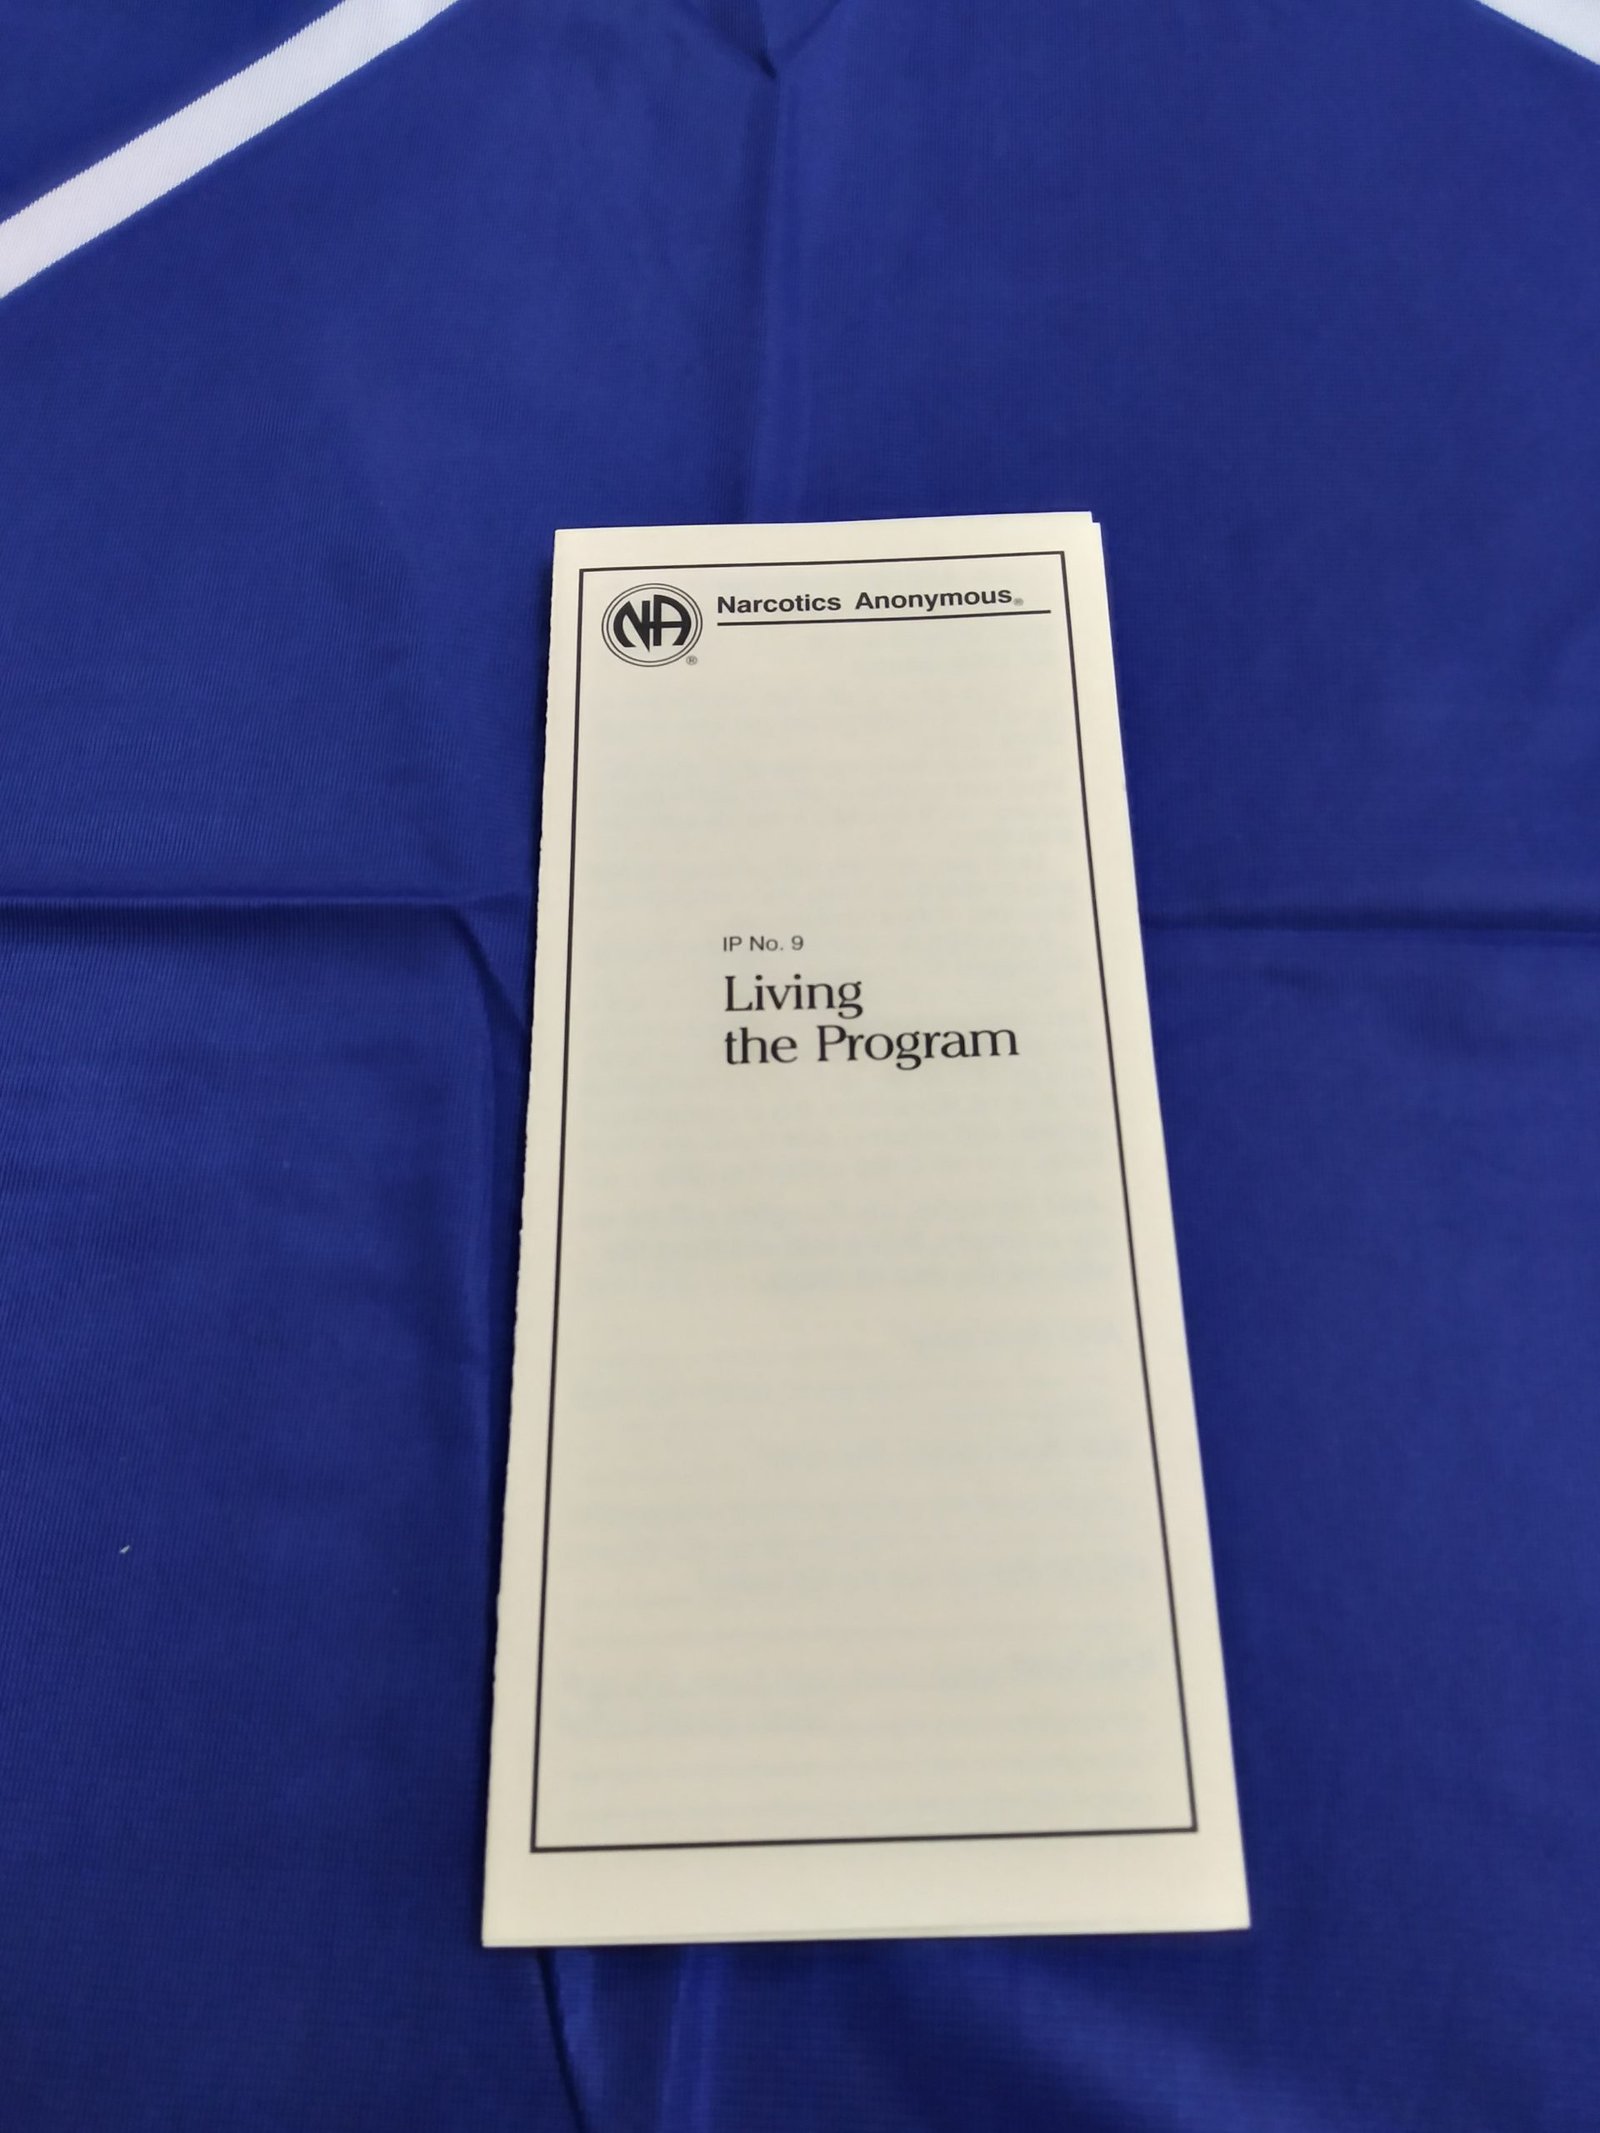 NA
®
Narcotics Anonymous®
IP No. 9
Living
the Program